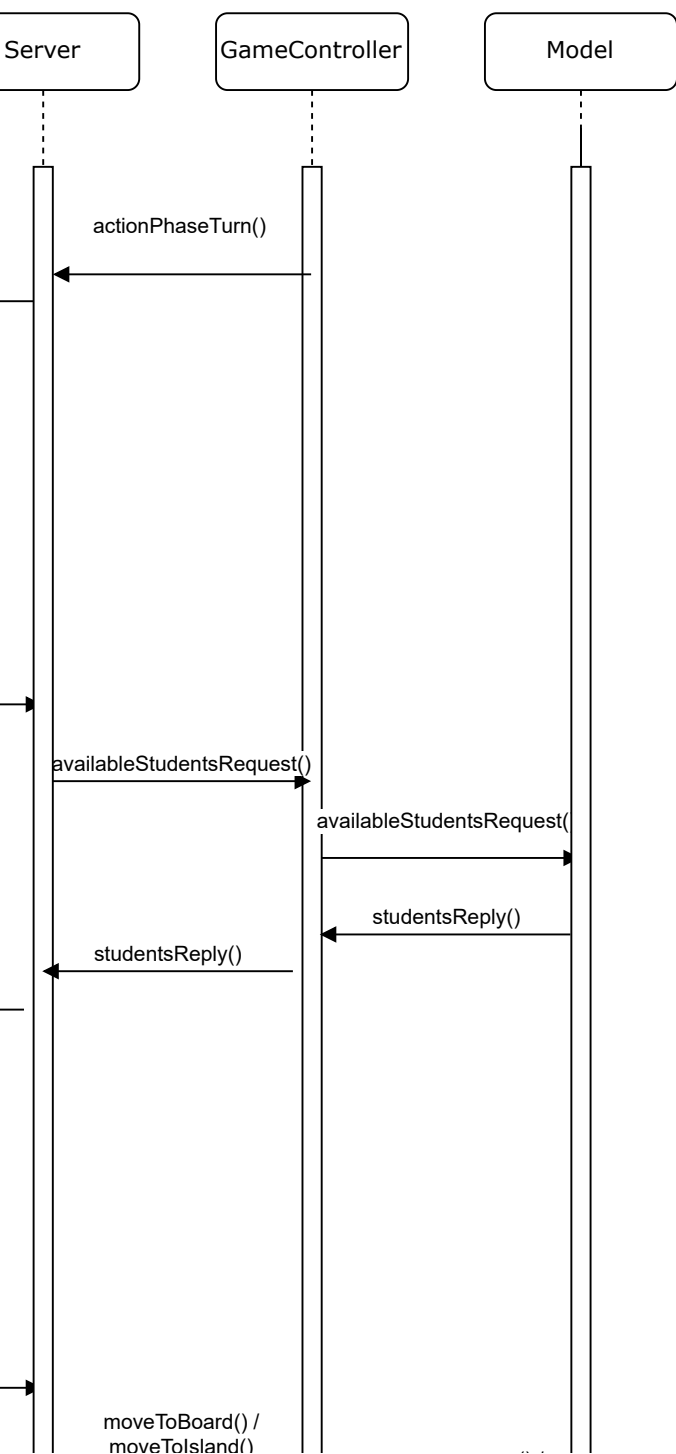 Server
GameController
Model
actionPhaseTurn()
availableStudentsRequest()
availableStudentsRequest(
studentsReply()
studentsReply()
moveToBoard() /
moveToIsland()